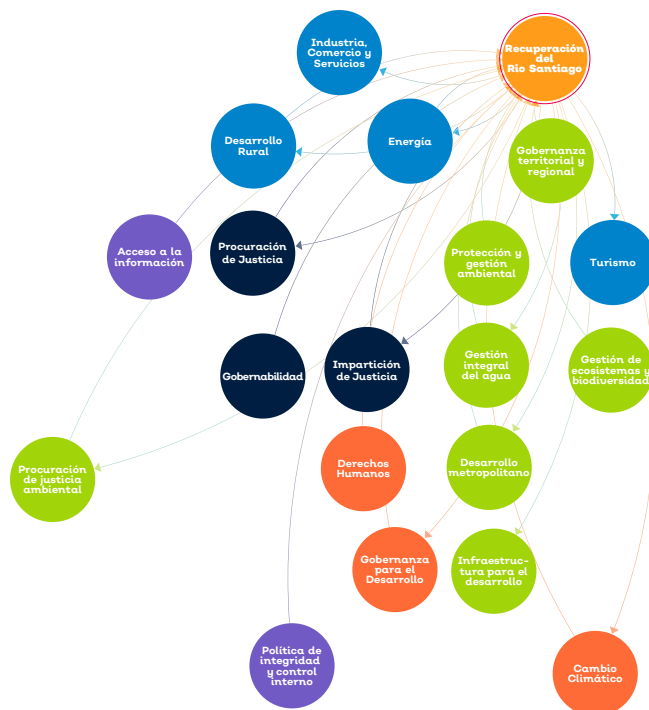 Industria,
Comercio y
Servicios
Recuperación
del
Rio Santiago
Desarrollo
Rural
Energía
Gobernanza
territorial y
regional
Acceso a la
información
Procuración
de Justicia
Protección y
gestión
ambiental
Turismo
Gobernabilidad
Impartición
de Justicia
Gestión
integral
del agua
Gestión de
ecosistemas y
biodiversidad
Procuración
de justicia
ambiental
Derechos
Humanos
Desarrollo
metropolitano
Gobernanza
para el
Desarrollo
Infraestruc-
tura para el
desarrollo
Política de
integridad
y control
interno
Cambio
Climático